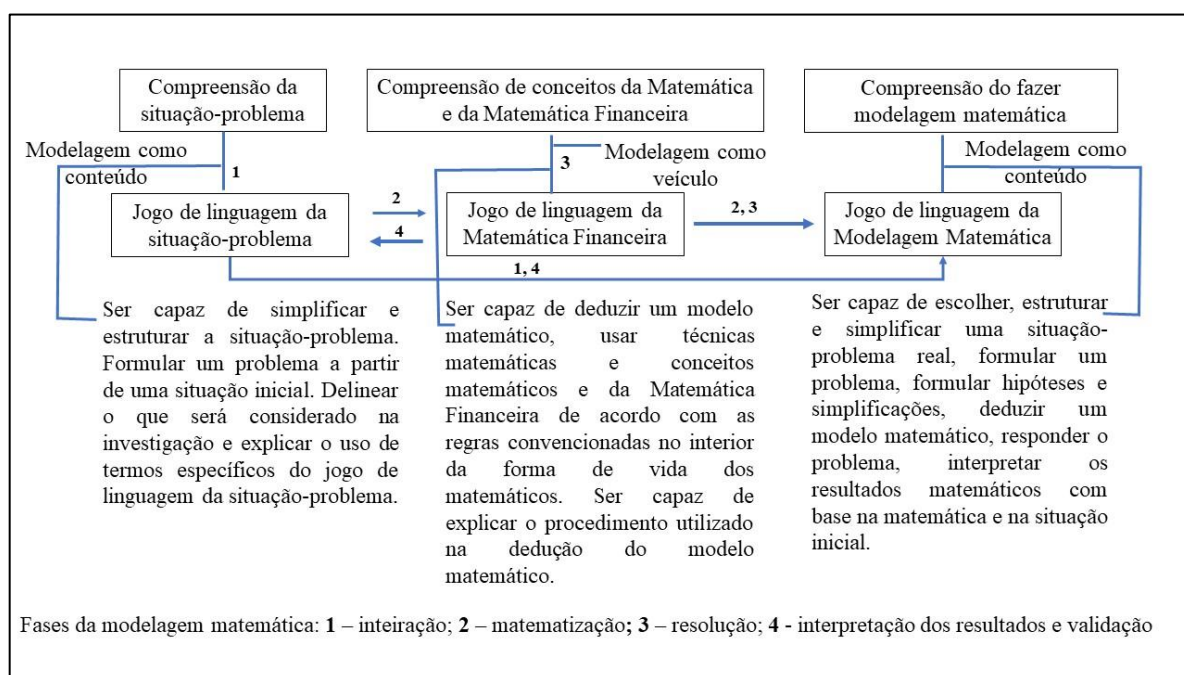 Compreensão da
situação-problema
Compreensão de conceitos da Matemática
e da Matemática Financeira
Compreensão do fazer
modelagem matemática
Modelagem como
conteúdo
1
3
Modelagem como
veículo
Modelagem como
conteúdo
Jogo de linguagem da
situação-problema
2
4
Jogo de linguagem da
Matemática Financeira
2, 3
Jogo de linguagem da
Modelagem Matemática
1, 4
Ser capaz de simplificar e
estruturar a situação-problema.
Formular um problema a partir
de uma situação inicial. Delinear
o que será considerado na
investigação e explicar o uso de
termos específicos do jogo de
linguagem da situação-problema.
Ser capaz de deduzir um modelo
matemático, usar técnicas
matemáticas e conceitos
matemáticos e da Matemática
Financeira de acordo com as
regras convencionadas no interior
da forma de vida dos
matemáticos. Ser capaz de
explicar o procedimento utilizado
na dedução do modelo
matemático.
Ser capaz de escolher, estruturar
e simplificar uma situação-
problema real, formular um
problema, formular hipóteses e
simplificações, deduzir um
modelo matemático, responder o
problema, interpretar os
resultados matemáticos com
base na matemática e na situação
inicial.
Fases da modelagem matemática: 1 – inteiração; 2 – matematização; 3 – resolução; 4 - interpretação dos resultados e validação